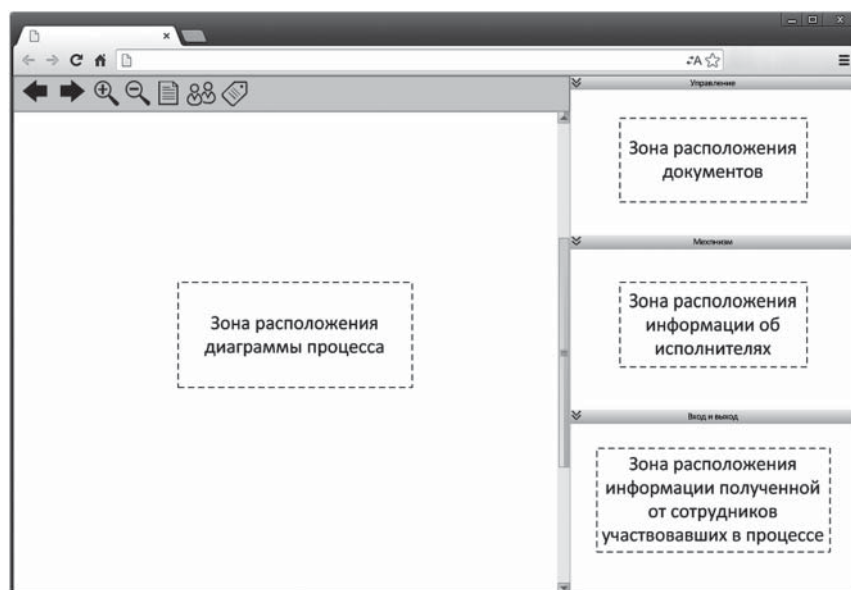 Управление
Зона расположения
документов
Механизм
Зона расположения
информации об
исполнителях
Зона расположения
диаграммы процесса
Вход и выход
Зона расположения
информации полученной
от сотрудников
участвовавших в процессе